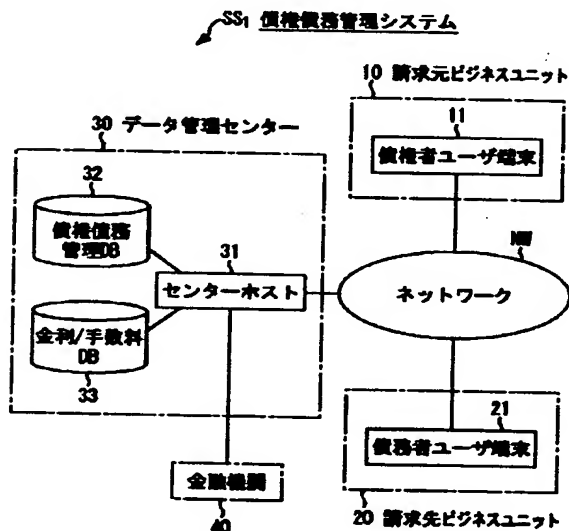 SS1 債権債務管理システム
10 請求元ビジネスユニット
11
債権者ユーザ端末
30 データ管理センター
32
債権債務
管理DB
31
センターホスト
NW
ネットワーク
金利/手数料
DB
33
21
債務者ユーザ端末
金融機関
40
20 請求先ビジネスユニット